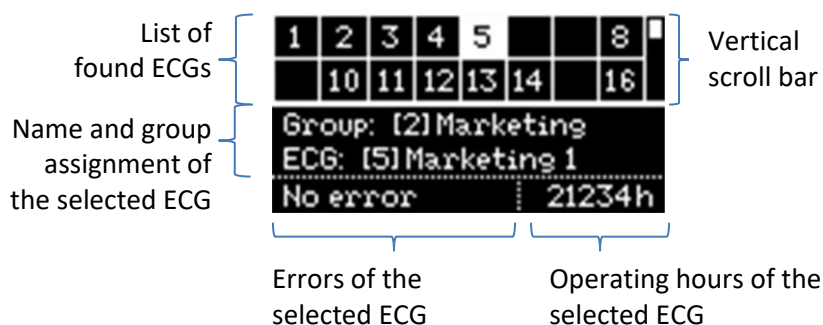 List of
found ECGs
1 2 3 4 5 8
10 11 12 13 14 16
Vertical
scroll bar
Name and group
assignment of
the selected ECG
Group: [2] Marketing
ECG: [5] Marketing 1
No error 21234h
Errors of the
selected ECG
Operating hours of the
selected ECG